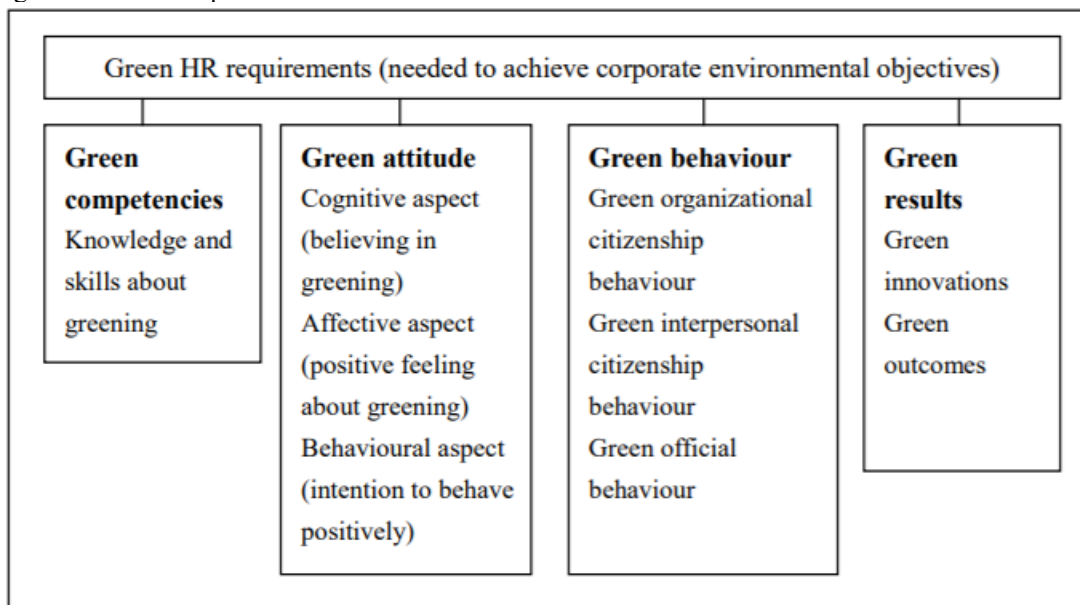 Green HR requirements (needed to achieve corporate environmental objectives)
Green
competencies
Knowledge and
skills about
greening
Green attitude
Cognitive aspect
(believing in
greening)
Affective aspect
(positive feeling
about greening)
Behavioural aspect
(intention to behave
positively)
Green behaviour
Green organizational
citizenship
behaviour
Green interpersonal
citizenship
behaviour
Green official
behaviour
Green
results
Green
innovations
Green
outcomes